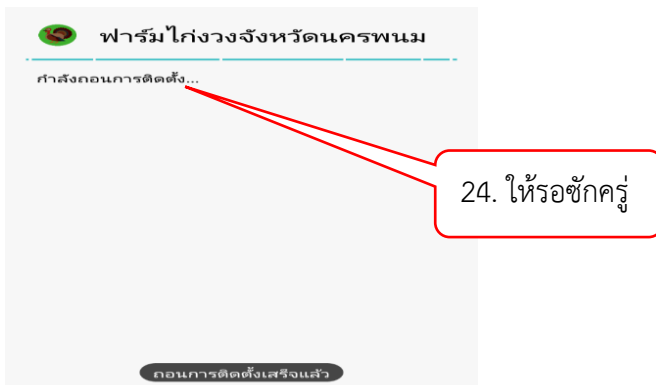 ฟาร์มไก่งวงจังหวัดนครพนม
กำลังถอนการติดตั้ง...
24. ให้รอซักครู่
ถอนการติดตั้งเสร็จแล้ว